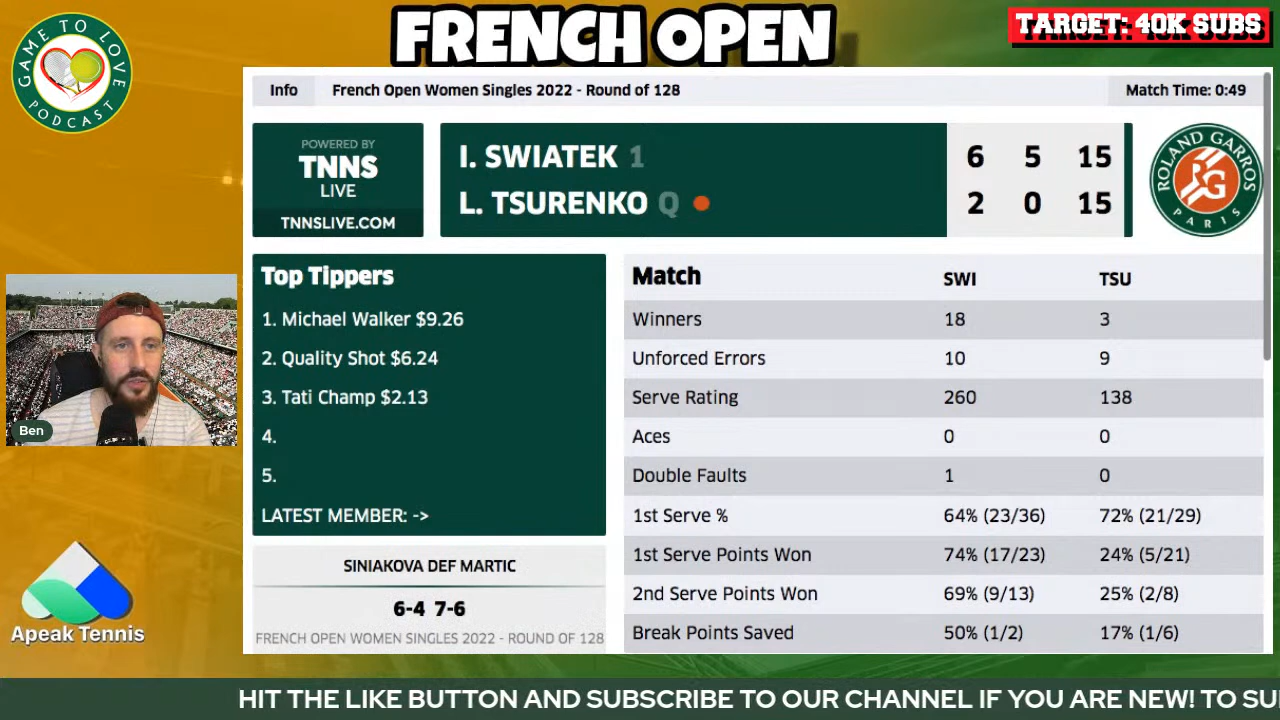 GAME TO LOVE
PODCAST
FRENCH OPEN
TARGET: 40K SUBS
Info French Open Women Singles 2022 - Round of 128 Match Time: 0:49
POWERED BY
TNNS
LIVE
TNNSLIVE.COM
I. SWIATEK 1 6 5 15
L. TSURENKO Q 2 0 15
ROLAND GARROS
RG
PARIS
Top Tippers
1. Michael Walker $9.26
2. Quality Shot $6.24
3. Tati Champ $2.13
4.
5.
LATEST MEMBER: ->
SINIAKOVA DEF MARTIC
6-4 7-6
FRENCH OPEN WOMEN SINGLES 2022 - ROUND OF 128
Match SWI TSU
Winners 18 3
Unforced Errors 10 9
Serve Rating 260 138
Aces 0 0
Double Faults 1 0
1st Serve % 64% (23/36) 72% (21/29)
1st Serve Points Won 74% (17/23) 24% (5/21)
2nd Serve Points Won 69% (9/13) 25% (2/8)
Break Points Saved 50% (1/2) 17% (1/6)
Ben
Apeak Tennis
HIT THE LIKE BUTTON AND SUBSCRIBE TO OUR CHANNEL IF YOU ARE NEW! TO SU